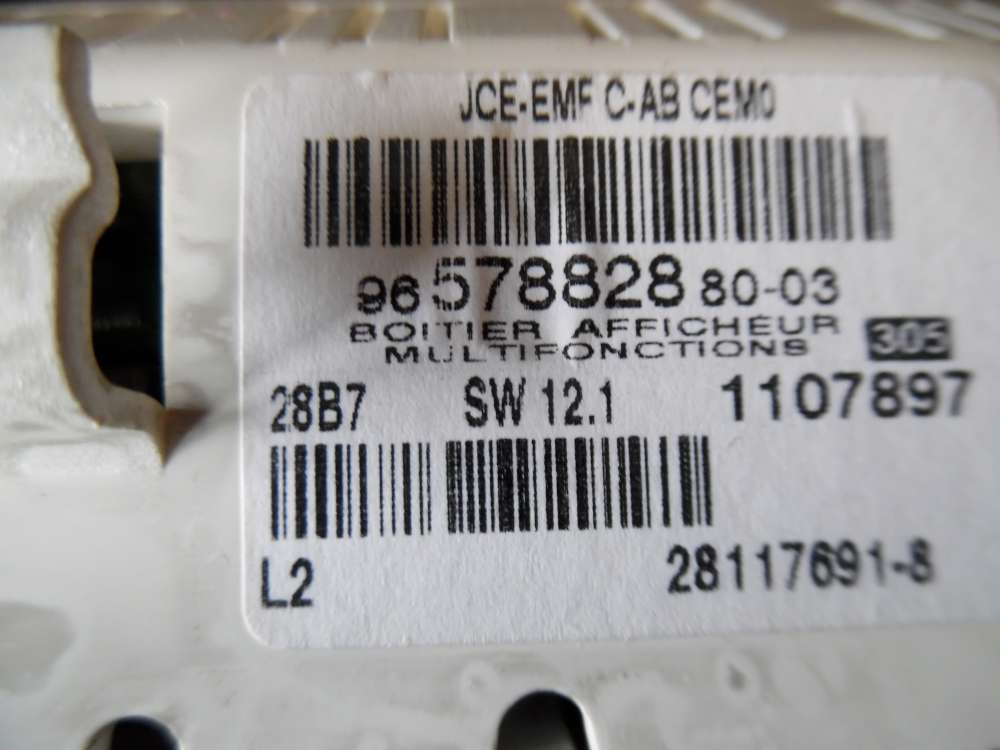 JCE-EMF C-AB CEM0
96 578828 80-03
BOITIER AFFICHEUR
MULTIFONCTIONS 305
28B7 SW 12.1 1107897
L2 28117691-8